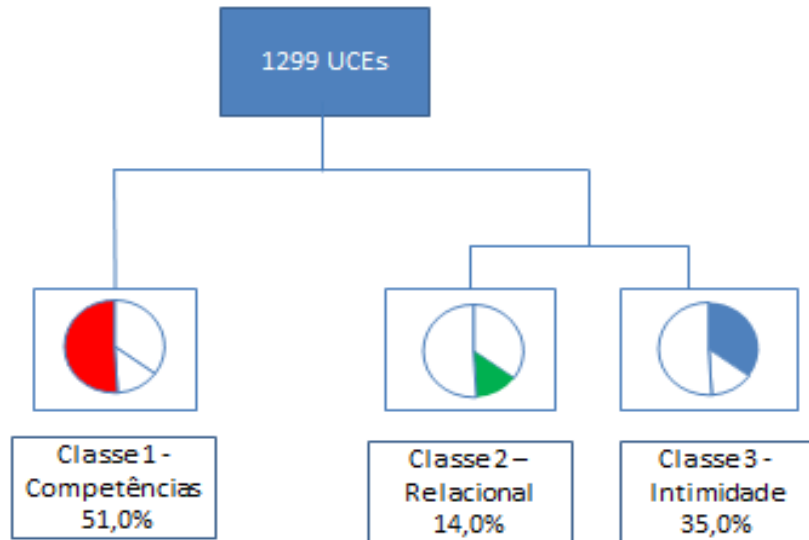 1299 UCEs
Classe 1 -
Competências
51,0%
Classe 2 –
Relacional
14,0%
Classe 3 -
Intimidade
35,0%